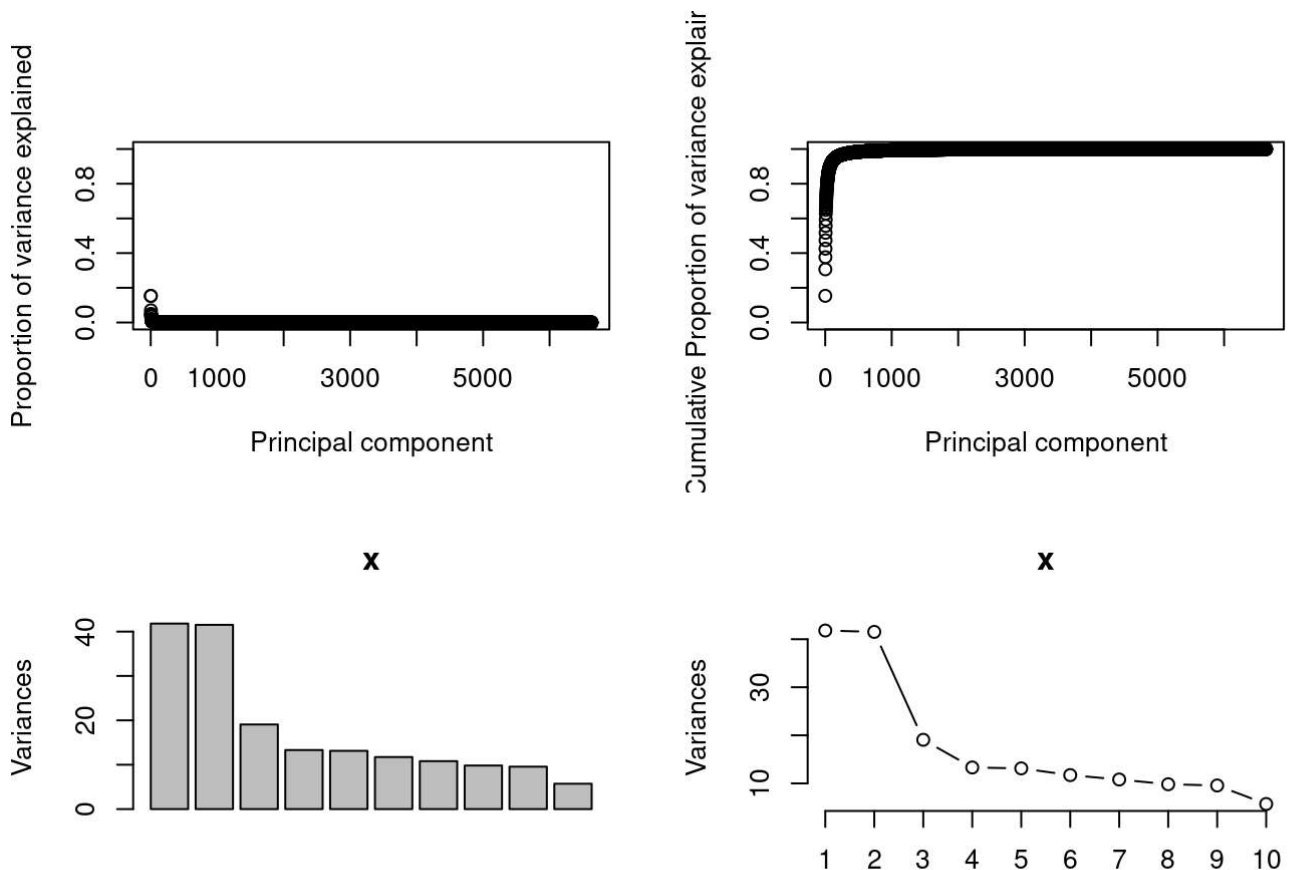 Proportion of variance explained
0.0 0.4 0.8
0 1000 3000 5000
Principal component
Cumulative Proportion of variance explair
0.0 0.4 0.8
0 1000 3000 5000
Principal component
x
Variances
0 20 40
x
Variances
10 30
1 2 3 4 5 6 7 8 9 10